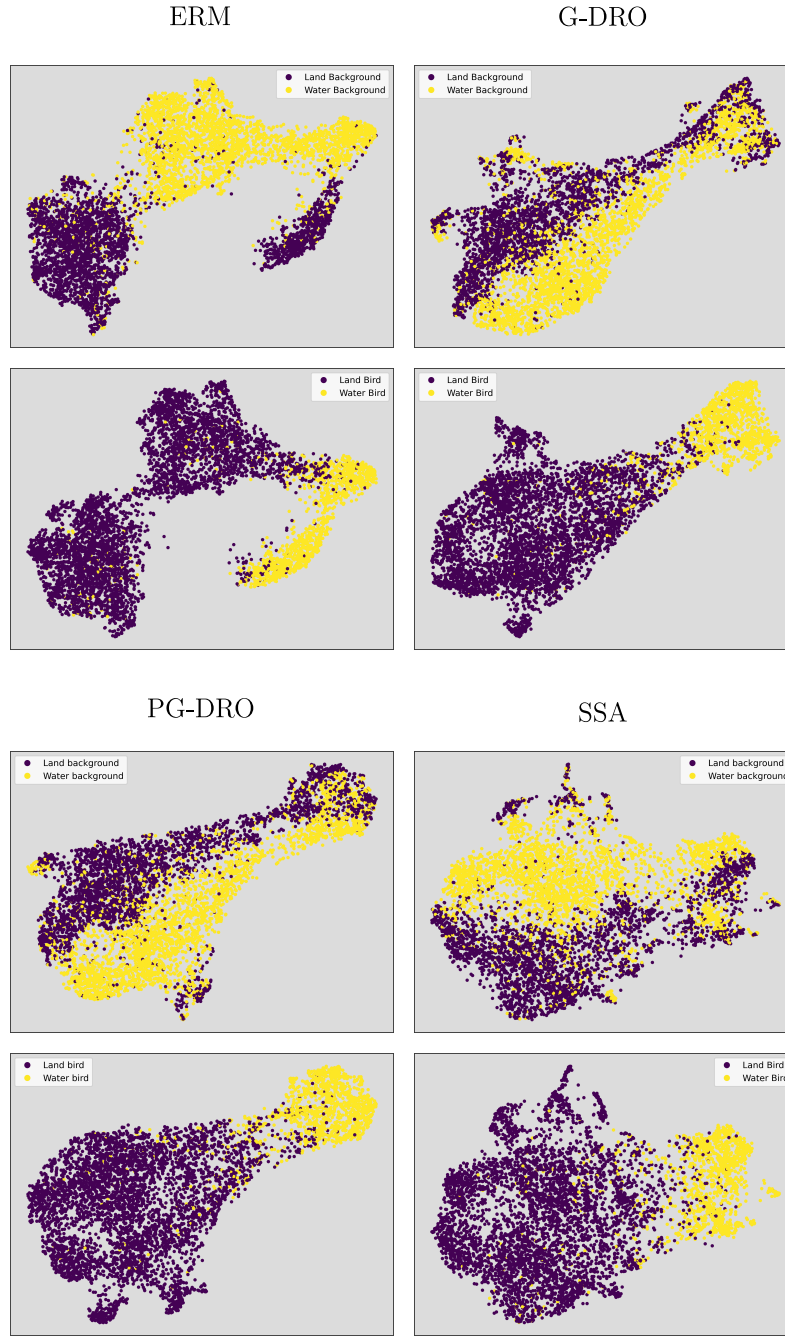 ERM
G-DRO
Land Background
Water Background
Land Background
Water Background
Land Bird
Water Bird
Land Bird
Water Bird
PG-DRO
SSA
Land background
Water background
Land background
Water background
Land bird
Water bird
Land Bird
Water Bird